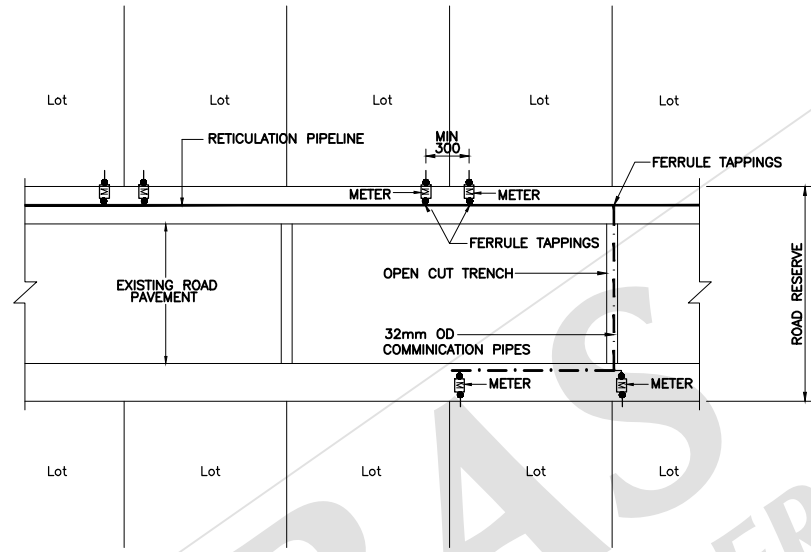 Lot
Lot
Lot
Lot
Lot
RETICULATION PIPELINE
MIN
300
FERRULE TAPPINGS
M
M
M
METER
M
METER
FERRULE TAPPINGS
OPEN CUT TRENCH
EXISTING ROAD
PAVEMENT
ROAD RESERVE
32mm OD
COMMINICATION PIPES
M
METER
M
METER
Lot
Lot
Lot
Lot
Lot